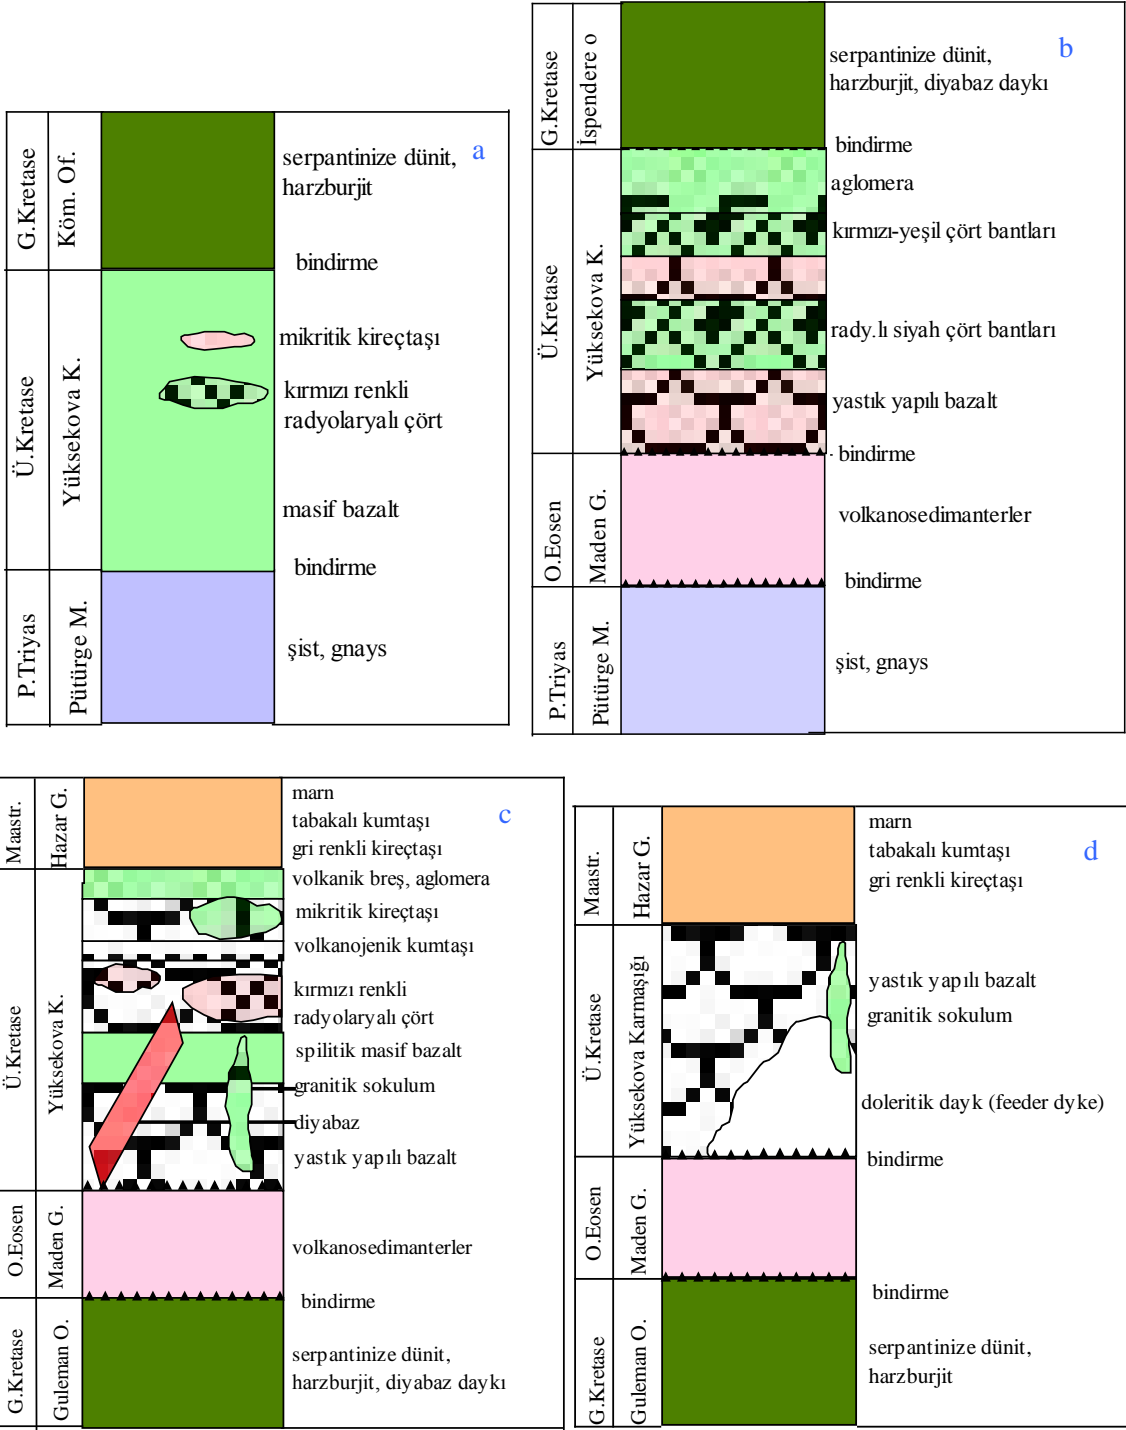 a
G.Kretase
Köm. Of.
serpantinize dünit,
harzburjit
bindirme
Ü.Kretase
Yüksekova K.
mikritik kireçtaşı
kırmızı renkli
radyolaryalı çört
masif bazalt
bindirme
P.Triyas
Pütürge M.
şist, gnays
b
G.Kretase
İspendere o
serpantinize dünit,
harzburjit, diyabaz daykı
bindirme
Ü.Kretase
Yüksekova K.
aglomera
kırmızı-yeşil çört bantları
rady.lı siyah çört bantları
yastık yapılı bazalt
bindirme
O.Eosen
Maden G.
volkanosedimanterler
bindirme
P.Triyas
Pütürge M.
şist, gnays
c
Maastr.
Hazar G.
marn
tabakalı kumtaşı
gri renkli kireçtaşı
Ü.Kretase
Yüksekova K.
volkanik breş, aglomera
mikritik kireçtaşı
volkanojenik kumtaşı
kırmızı renkli
radyolaryalı çört
spilitik masif bazalt
granitik sokulum
diyabaz
yastık yapılı bazalt
O.Eosen
Maden G.
volkanosedimanterler
bindirme
G.Kretase
Guleman O.
serpantinize dünit,
harzburjit, diyabaz daykı
d
Maastr.
Hazar G.
marn
tabakalı kumtaşı
gri renkli kireçtaşı
Ü.Kretase
Yüksekova Karmaşığı
yastık yapılı bazalt
granitik sokulum
doleritik dayk (feeder dyke)
bindirme
O.Eosen
Maden G.
bindirme
G.Kretase
Guleman O.
serpantinize dünit,
harzburjit